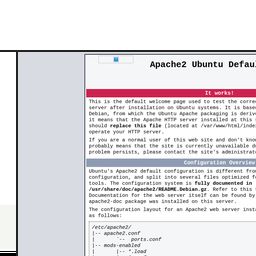 Apache2 Ubuntu Defau
It works!
This is the default welcome page used to test the corre
server after installation on Ubuntu systems. It is based
Debian, from which the Ubuntu Apache packaging is deriv
it means that the Apache HTTP server installed at this
should replace this file (located at /var/www/html/index
operate your HTTP server.
If you are a normal user of this web site and don't kno
probably means that the site is currently unavailable d
problem persists, please contact the site's administrat
Configuration Overview
Ubuntu's Apache2 default configuration is different fro
configuration, and split into several files optimized f
tools. The configuration system is fully documented in
/usr/share/doc/apache2/README.Debian.gz. Refer to this
Documentation for the web server itself can be found by
apache2-doc package was installed on this server.
The configuration layout for an Apache2 web server inst
as follows:
/etc/apache2/
|-- apache2.conf
|       `--  ports.conf
|-- mods-enabled
|       |-- *.load